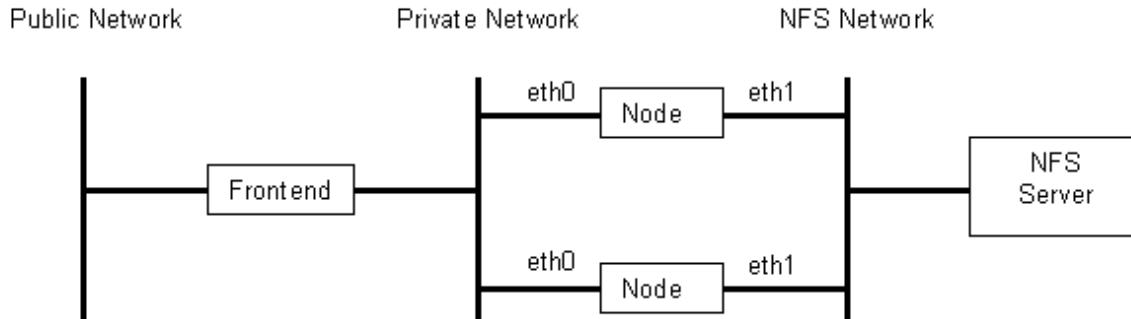 Public Network
Private Network
NFS Network
eth0
Node
eth1
Frontend
NFS
Server
eth0
Node
eth1